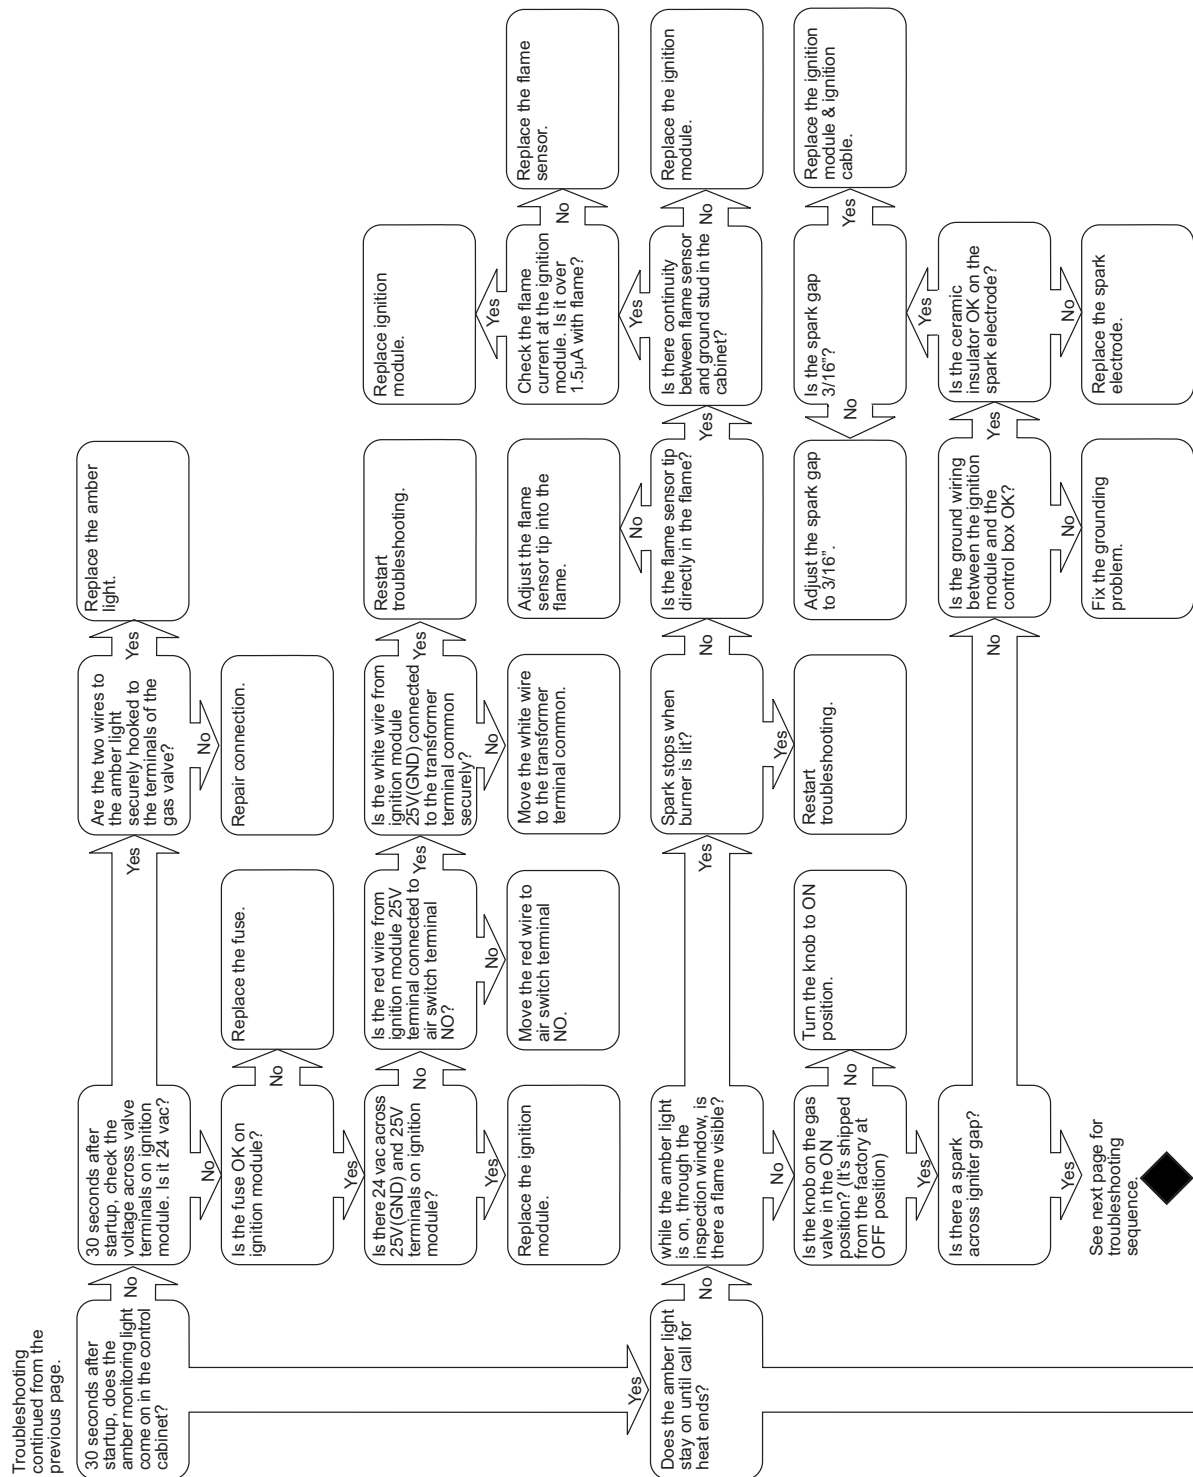 Troubleshooting
continued from the
previous page.
30 seconds after
startup, does the
amber monitoring light
come on in the control
cabinet?
No
30 seconds after
startup, check the
voltage across valve
terminals on ignition
module. Is it 24 vac?
Yes
Are the two wires to
the amber light
securely hooked to
the terminals of the
gas valve?
Yes
Replace the amber
light.
No
Repair connection.
No
Is the fuse OK on
ignition module?
No
Replace the fuse.
Yes
Is there 24 vac across
25V(GND) and 25V
terminals on ignition
module?
No
Is the red wire from
ignition module 25V
terminal connected to
air switch terminal
NO?
Yes
Is the white wire from
ignition module
25V(GND) connected
to the transformer
terminal common
securely?
Yes
Restart
troubleshooting.
Yes
Replace the ignition
module.
No
Move the red wire to
air switch terminal
NO.
No
Move the white wire
to the transformer
terminal common.
Yes
Does the amber light
stay on until call for
heat ends?
No
while the amber light
is on, through the
inspection window, is
there a flame visible?
Yes
Spark stops when
burner is lit?
No
Is the flame sensor tip
directly in the flame?
Yes
Is there continuity
between flame sensor
and ground stud in the
cabinet?
No
Replace the ignition
module.
No
Adjust the flame
sensor tip into the
flame.
Yes
Check the flame
current at the ignition
module. Is it over
1.5µA with flame?
No
Replace the flame
sensor.
Yes
Replace ignition
module.
Yes
Restart
troubleshooting.
No
Is the knob on the gas
valve in the ON
position? (It's shipped
from the factory at
OFF position)
No
Turn the knob to ON
position.
Yes
Is there a spark
across igniter gap?
No
Is the ground wiring
between the ignition
module and the
control box OK?
Yes
Is the ceramic
insulator OK on the
spark electrode?
Yes
Is the spark gap
3/16"?
Yes
Replace the ignition
module & ignition
cable.
No
Adjust the spark gap
to 3/16".
No
Fix the grounding
problem.
No
Replace the spark
electrode.
Yes
See next page for
troubleshooting
sequence.